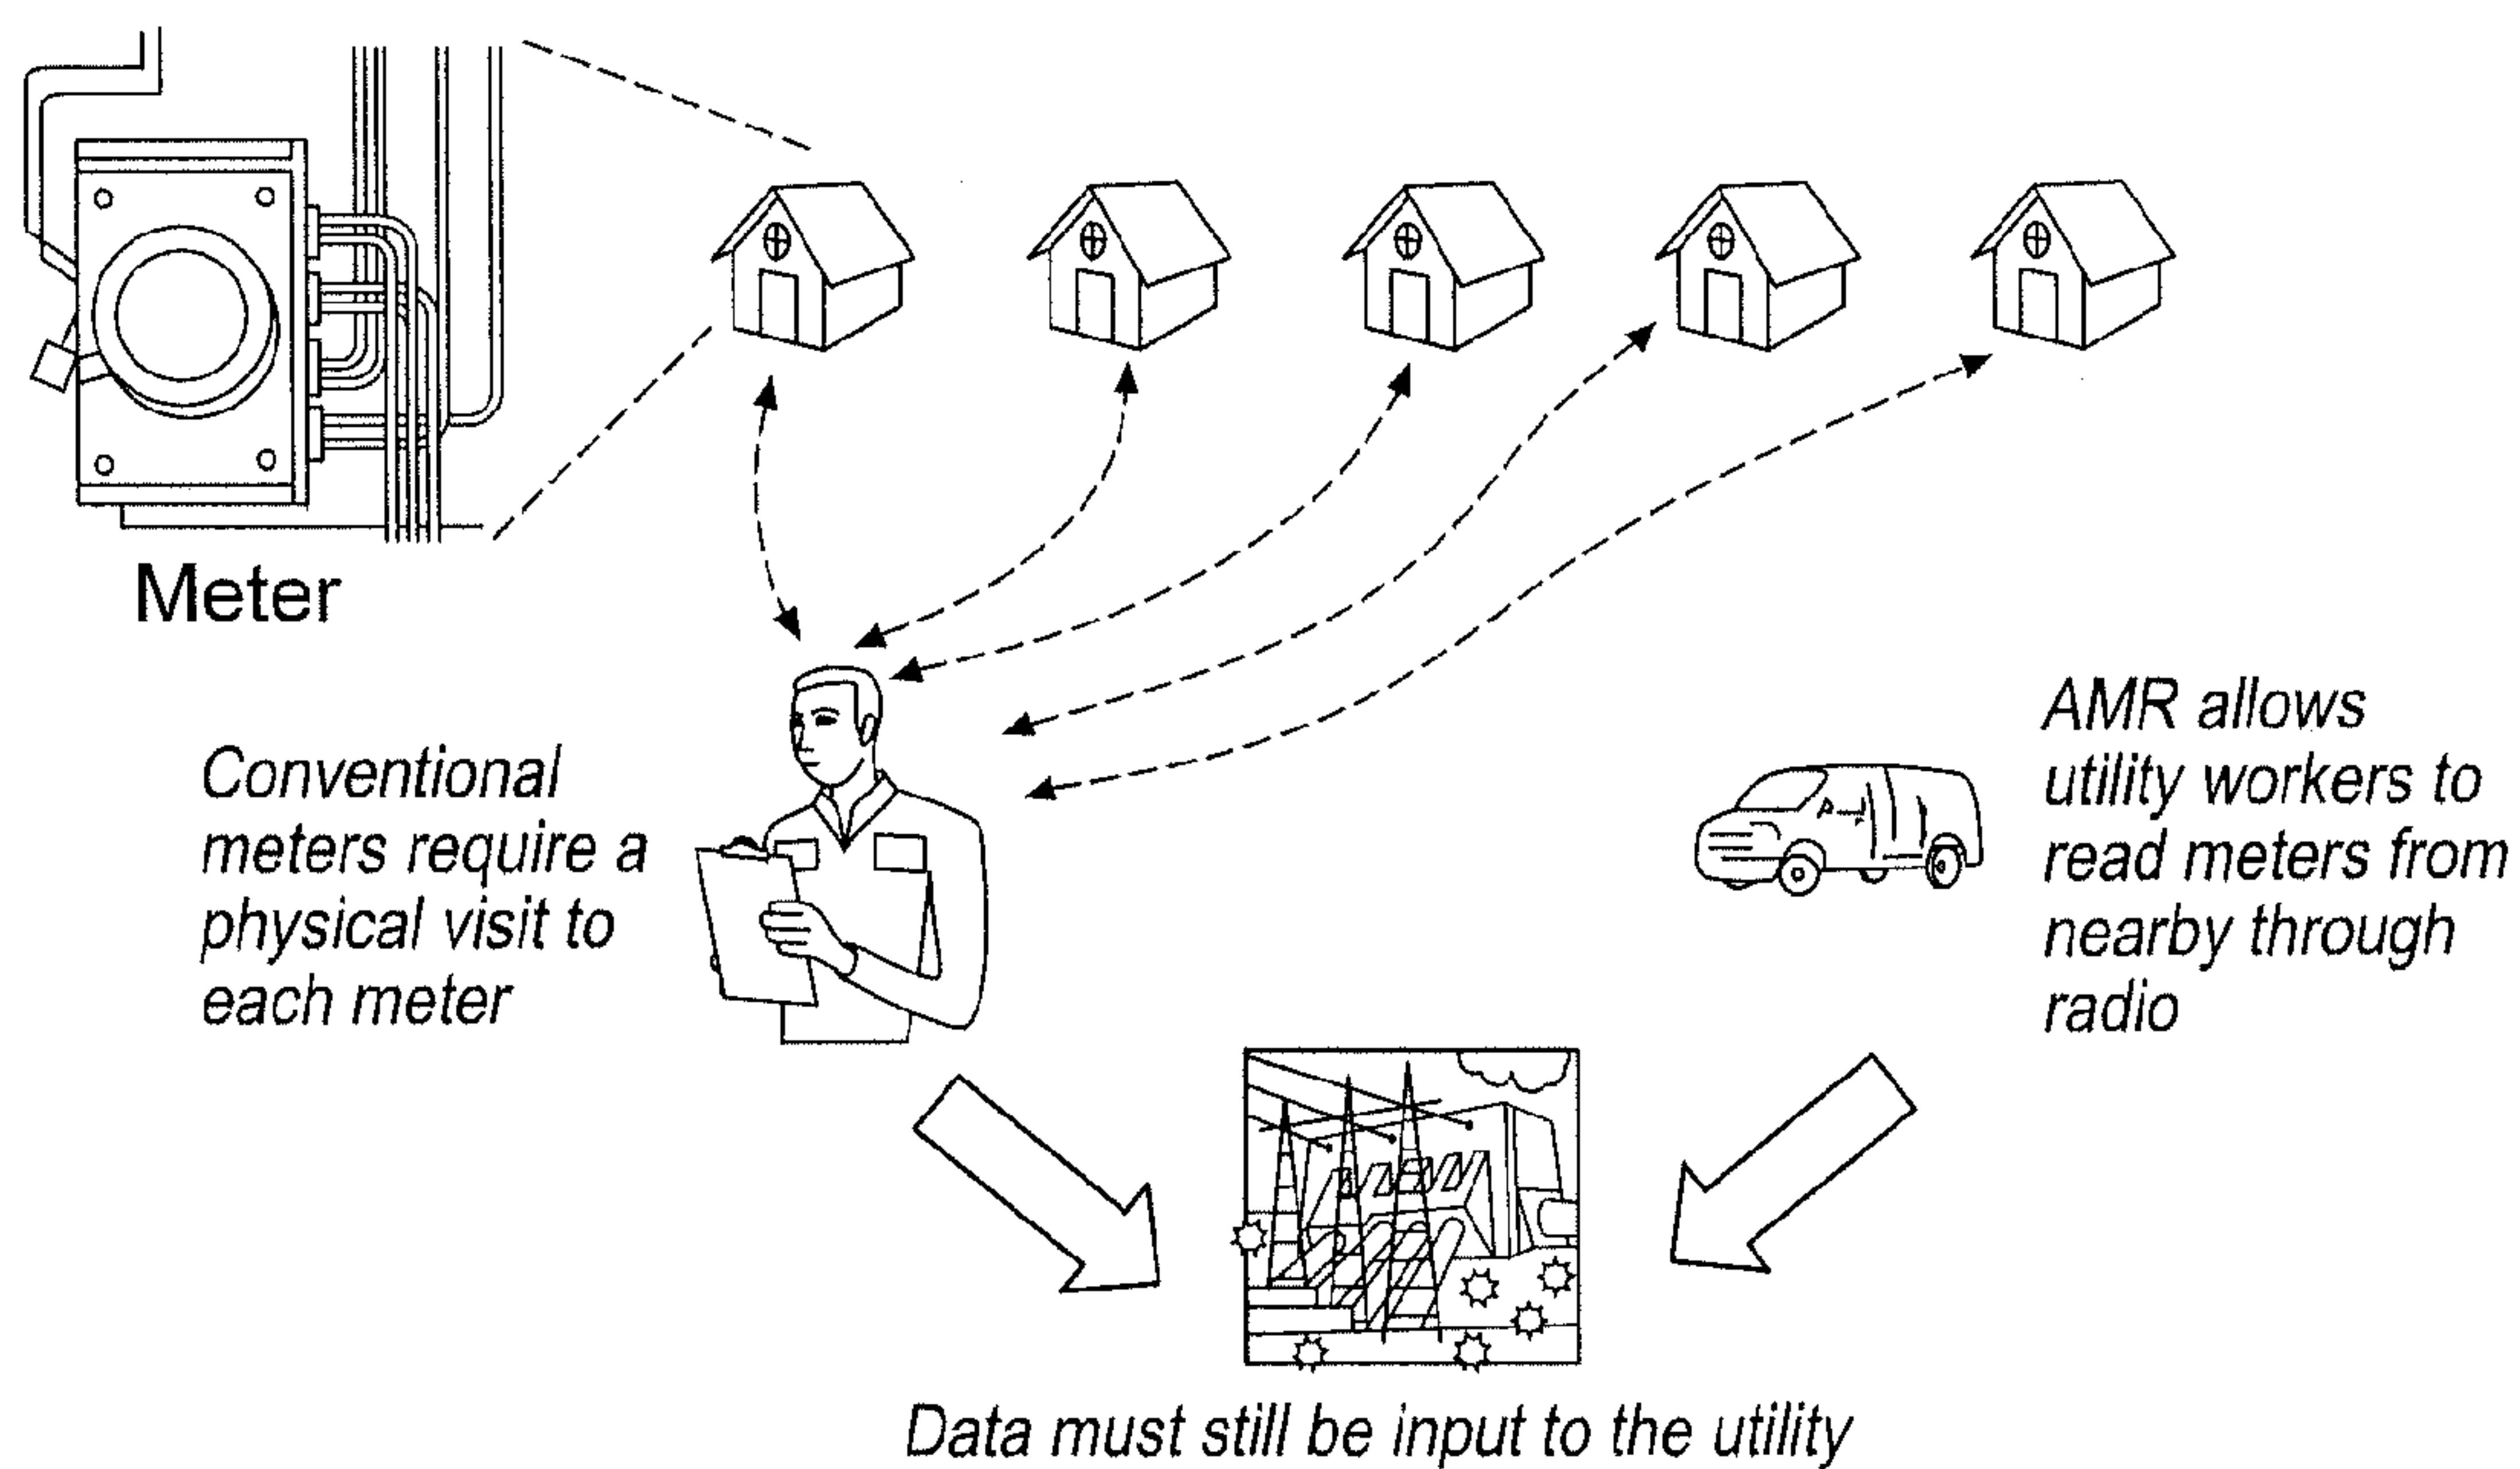 Meter
Conventional
meters require a
physical visit to
each meter
AMR allows
utility workers to
read meters from
nearby through
radio
Data must still be input to the utility